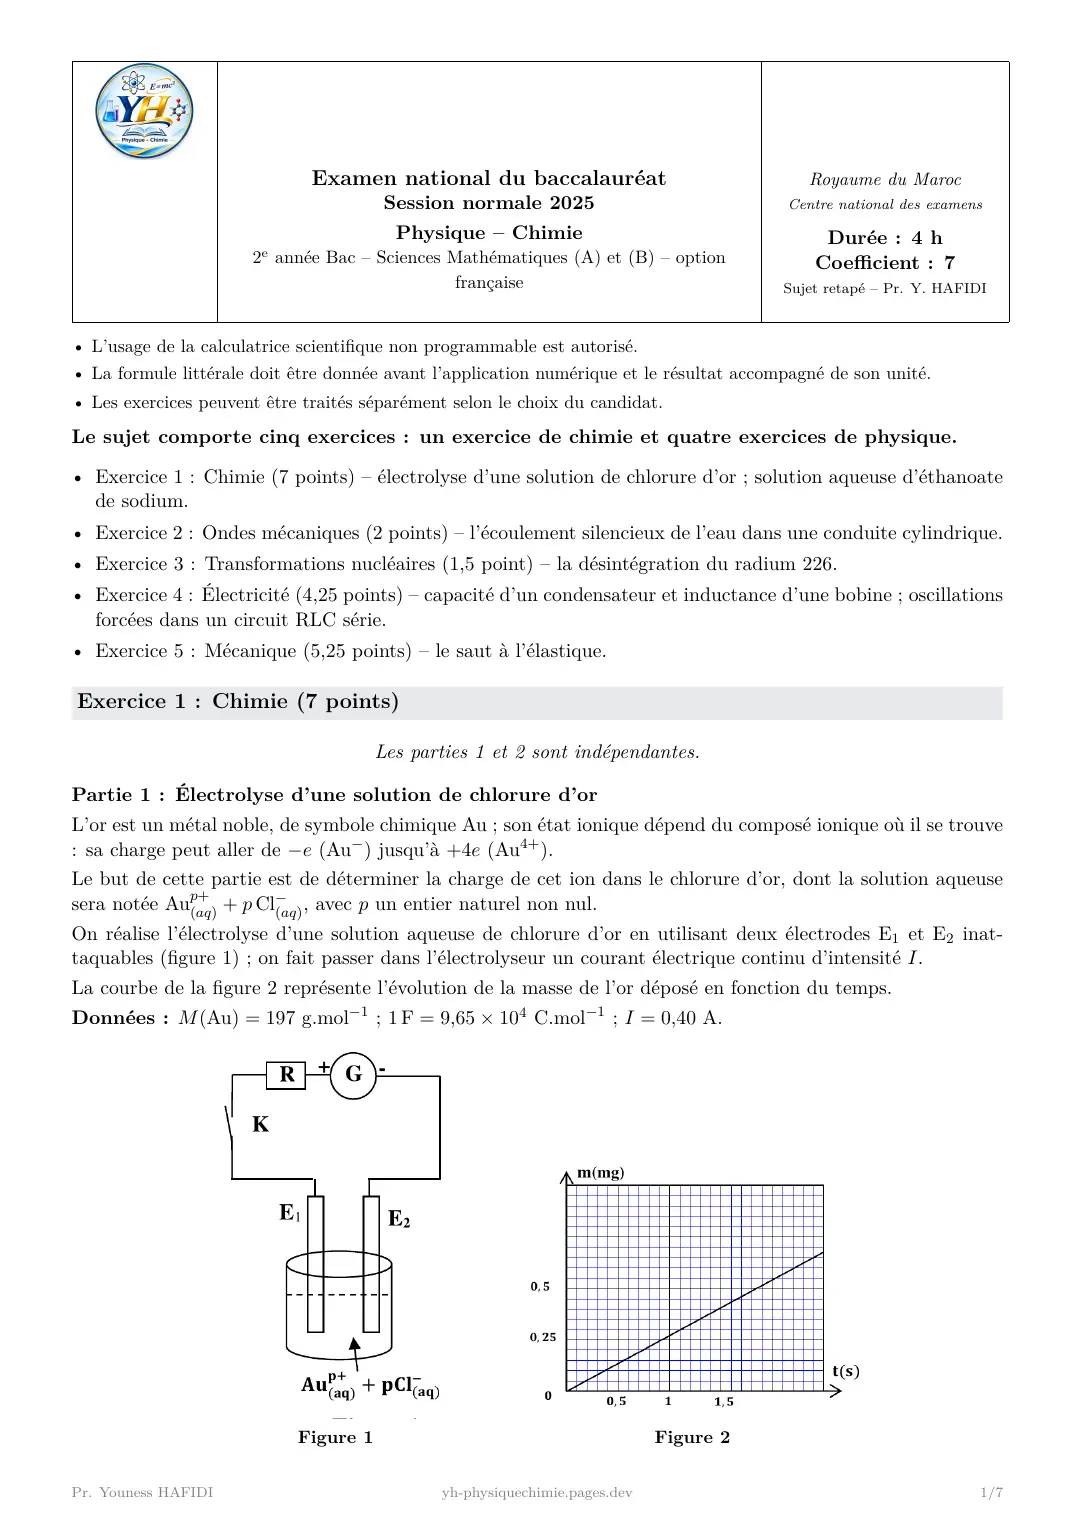 E=mc²
YH
Physique - Chimie
Examen national du baccalauréat
Session normale 2025
Physique – Chimie
2e année Bac – Sciences Mathématiques (A) et (B) – option
française
Royaume du Maroc
Centre national des examens
Durée : 4 h
Coefficient : 7
Sujet retapé – Pr. Y. HAFIDI
• L'usage de la calculatrice scientifique non programmable est autorisé.
• La formule littérale doit être donnée avant l'application numérique et le résultat accompagné de son unité.
• Les exercices peuvent être traités séparément selon le choix du candidat.
Le sujet comporte cinq exercices : un exercice de chimie et quatre exercices de physique.
• Exercice 1 : Chimie (7 points) – électrolyse d'une solution de chlorure d'or ; solution aqueuse d'éthanoate
de sodium.
• Exercice 2 : Ondes mécaniques (2 points) – l'écoulement silencieux de l'eau dans une conduite cylindrique.
• Exercice 3 : Transformations nucléaires (1,5 point) – la désintégration du radium 226.
• Exercice 4 : Électricité (4,25 points) – capacité d'un condensateur et inductance d'une bobine ; oscillations
forcées dans un circuit RLC série.
• Exercice 5 : Mécanique (5,25 points) – le saut à l'élastique.
Exercice 1 : Chimie (7 points)
Les parties 1 et 2 sont indépendantes.
Partie 1 : Électrolyse d'une solution de chlorure d'or
L'or est un métal noble, de symbole chimique Au ; son état ionique dépend du composé ionique où il se trouve
: sa charge peut aller de −e (Au⁻) jusqu'à +4e (Au⁴⁺).
Le but de cette partie est de déterminer la charge de cet ion dans le chlorure d'or, dont la solution aqueuse
sera notée Au^p+_(aq) + p Cl^−_(aq), avec p un entier naturel non nul.
On réalise l'électrolyse d'une solution aqueuse de chlorure d'or en utilisant deux électrodes E₁ et E₂ inat-
taquables (figure 1) ; on fait passer dans l'électrolyseur un courant électrique continu d'intensité I.
La courbe de la figure 2 représente l'évolution de la masse de l'or déposé en fonction du temps.
Données : M(Au) = 197 g.mol⁻¹ ; 1 F = 9,65 × 10⁴ C.mol⁻¹ ; I = 0,40 A.
R + G -
K
E₁ E₂
Au^p+_(aq) + pCl^−_(aq)
Figure 1
m(mg)
0,5
0,25
0
0,5 1 1,5
t(s)
Figure 2
Pr. Youness HAFIDI
yh-physiquechimie.pages.dev
1/7